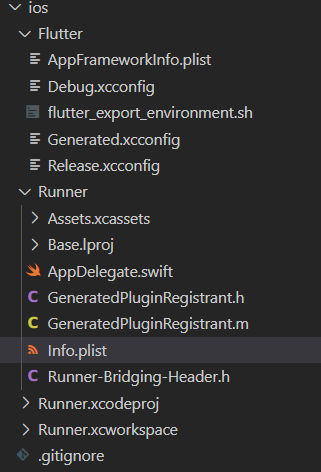 ios
Flutter
AppFrameworkInfo.plist
Debug.xcconfig
flutter_export_environment.sh
Generated.xcconfig
Release.xcconfig
Runner
Assets.xcassets
Base.lproj
AppDelegate.swift
C GeneratedPluginRegistrant.h
C GeneratedPluginRegistrant.m
Info.plist
C Runner-Bridging-Header.h
Runner.xcodeproj
Runner.xcworkspace
.gitignore